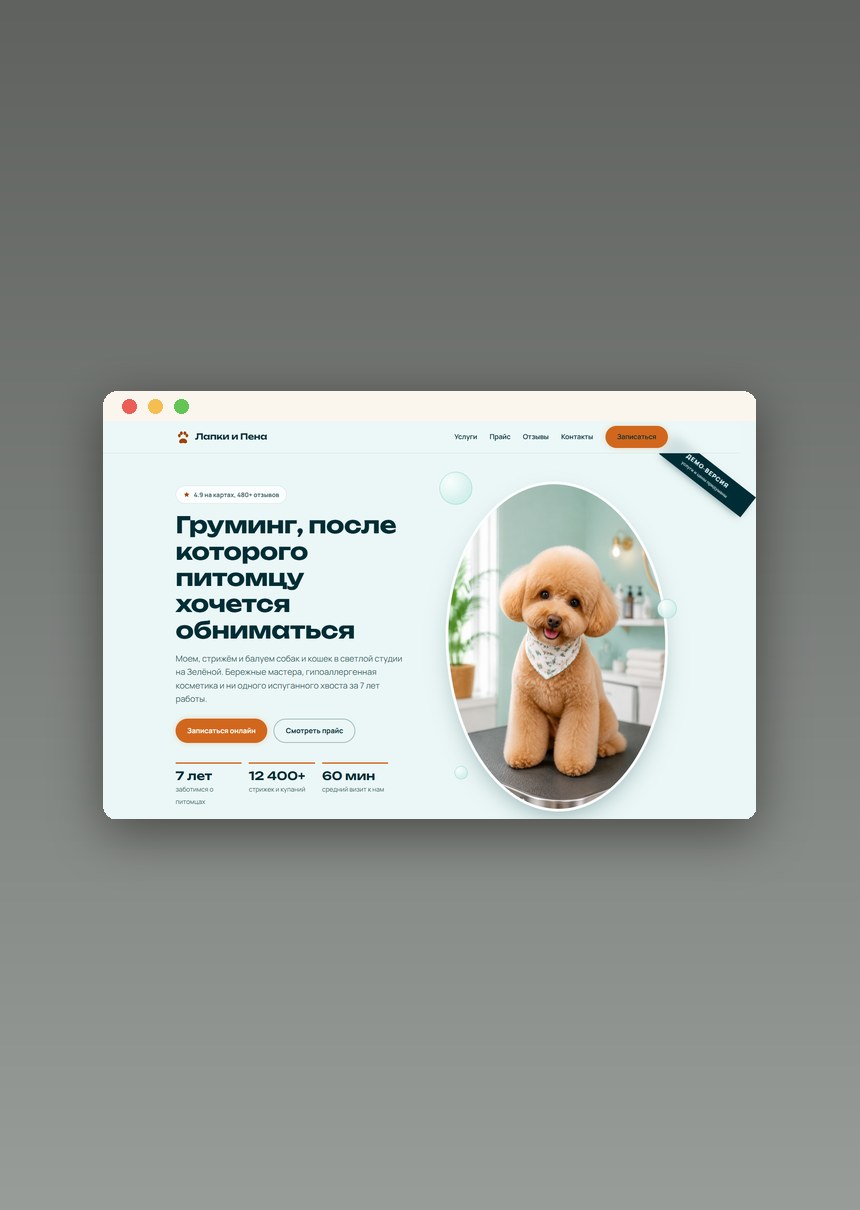 Лапки и Пена
Услуги Прайс Отзывы Контакты Записаться
ДЕМО ВЕРСИЯ
★ 4.9 на картах, 480+ отзывов
Груминг, после
которого
питомцу
хочется
обниматься
Моем, стрижём и балуем собак и кошек в светлой студии
на Зелёной. Бережные мастера, гипоаллергенная
косметика и ни одного испуганного хвоста за 7 лет
работы.
Записаться онлайн Смотреть прайс
7 лет 12 400+ 60 мин
заботимся о стрижек и купаний средний визит к нам
питомцах